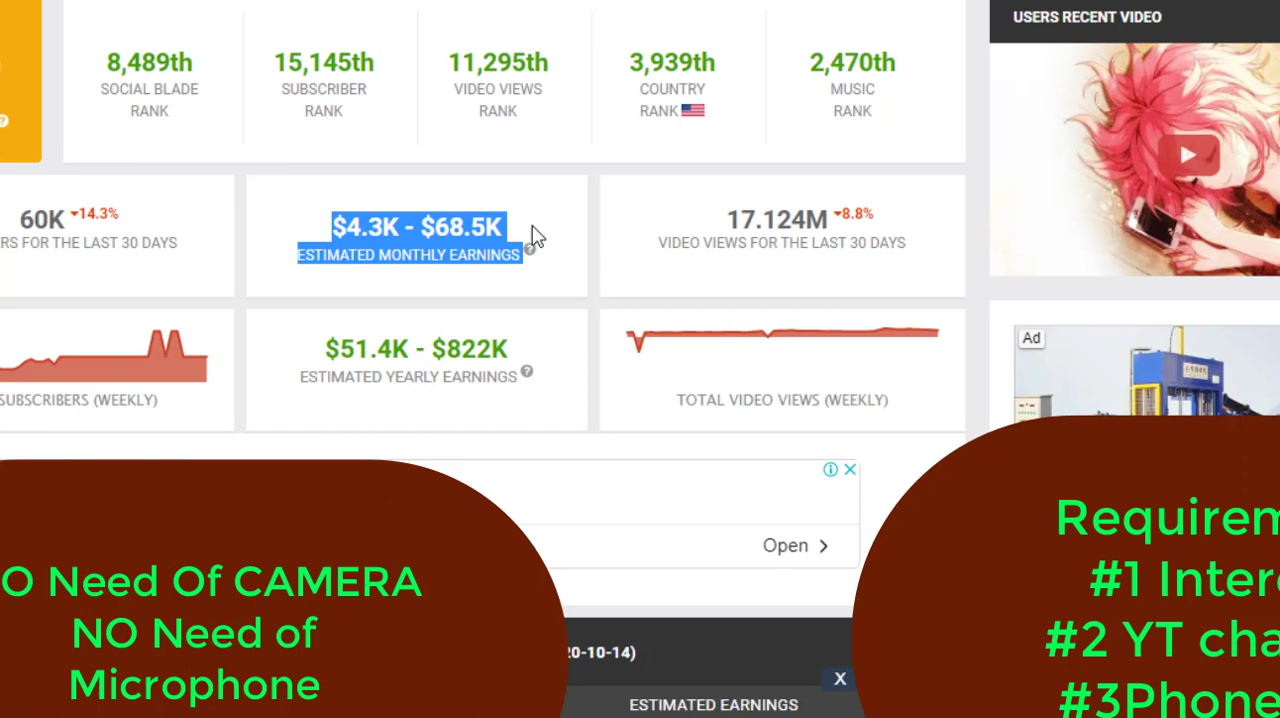 USERS RECENT VIDEO
8,489th
SOCIAL BLADE
RANK
15,145th
SUBSCRIBER
RANK
11,295th
VIDEO VIEWS
RANK
3,939th
COUNTRY
RANK
2,470th
MUSIC
RANK
60K 14.3%
RS FOR THE LAST 30 DAYS
$4.3K - $68.5K
ESTIMATED MONTHLY EARNINGS ?
17.124M 8.8%
VIDEO VIEWS FOR THE LAST 30 DAYS
SUBSCRIBERS (WEEKLY)
$51.4K - $822K
ESTIMATED YEARLY EARNINGS ?
TOTAL VIDEO VIEWS (WEEKLY)
Ad
Open
O Need Of CAMERA
NO Need of
Microphone
20-10-14)
X
ESTIMATED EARNINGS
Requirem
#1 Inter
#2 YT cha
#3Phone